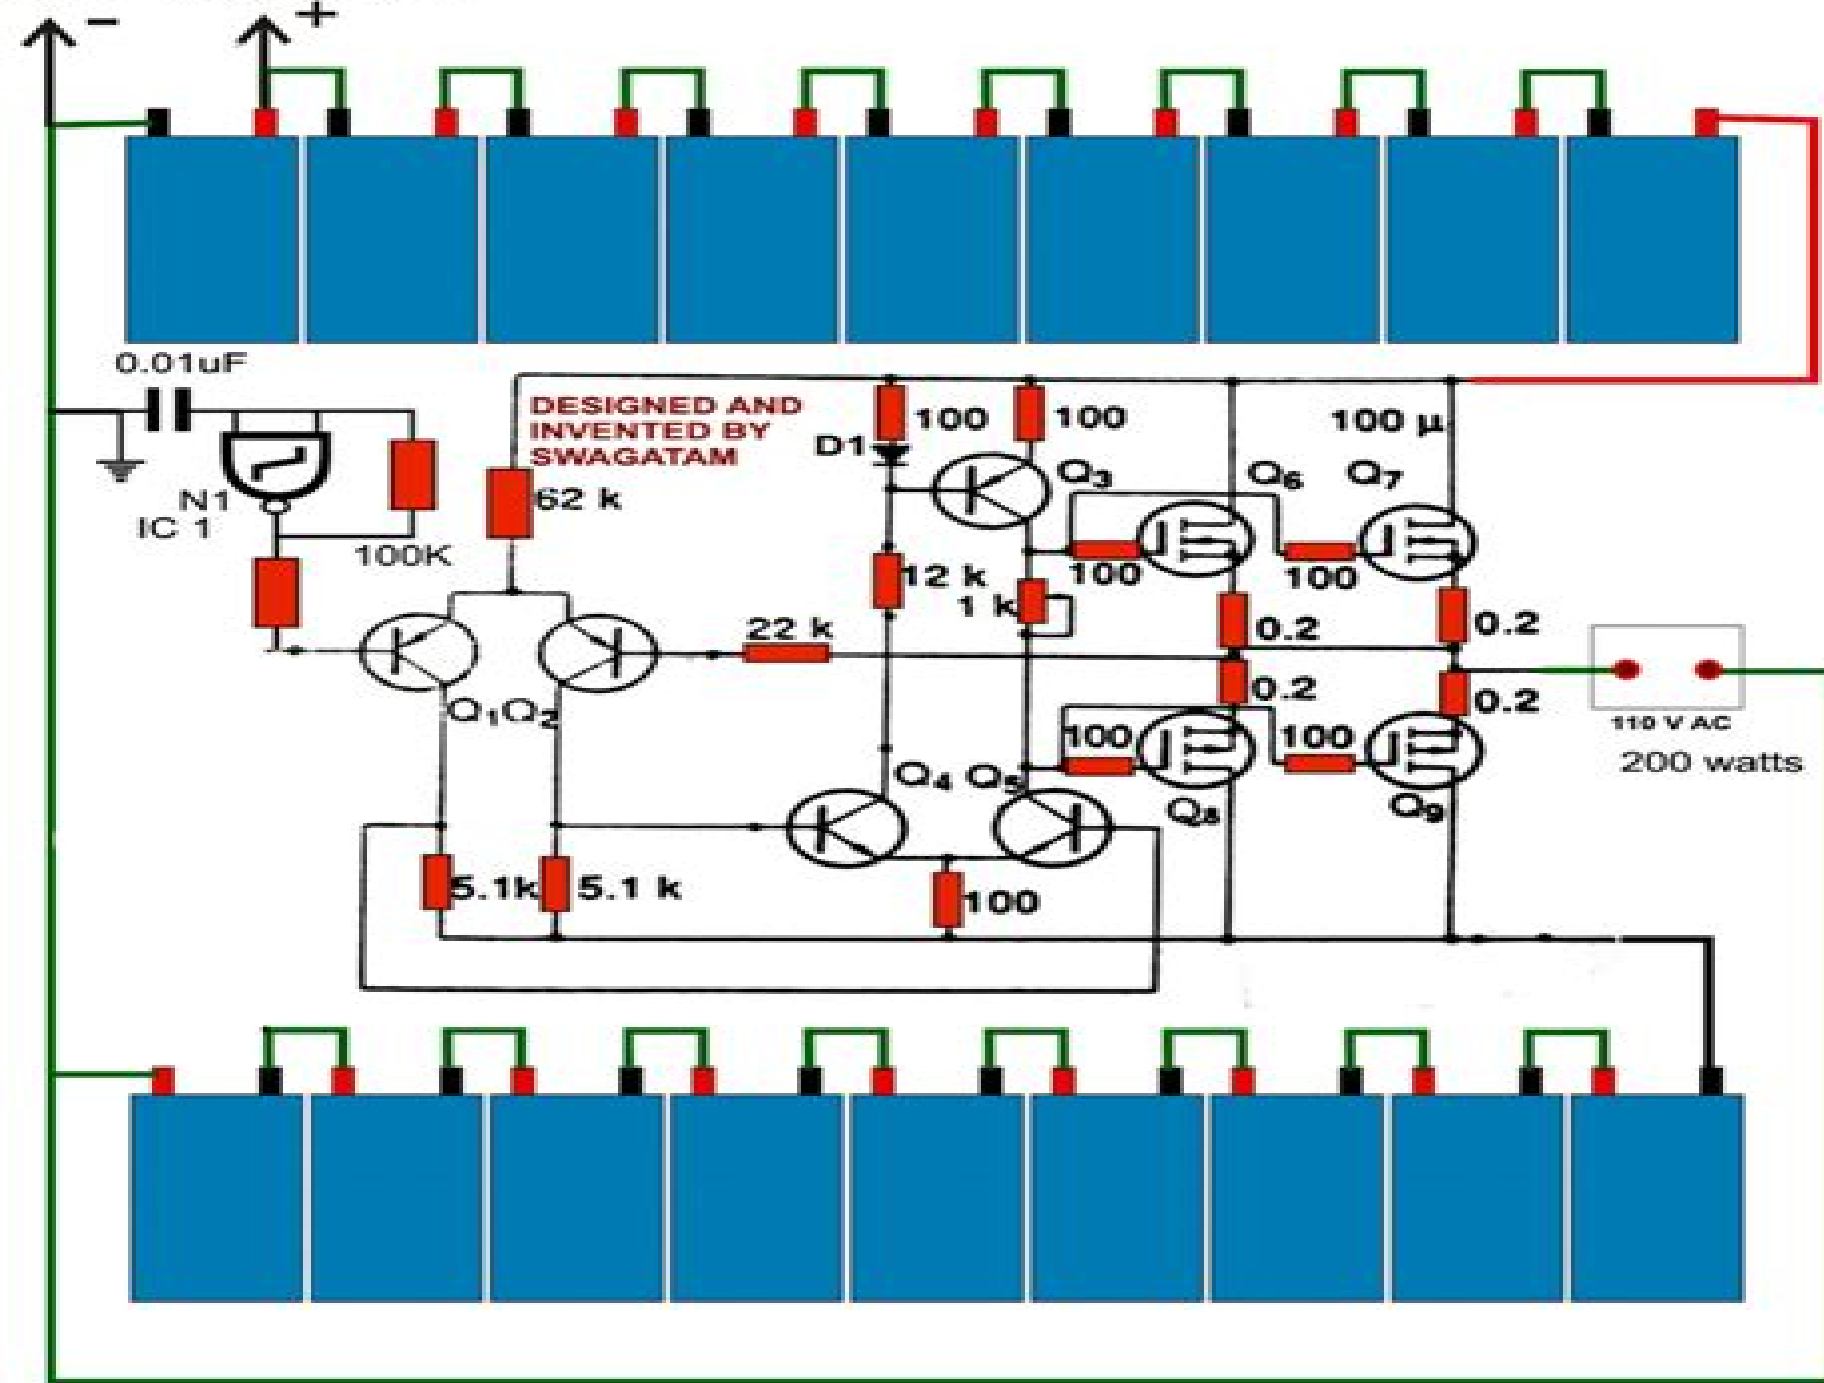 − +
0.01uF
DESIGNED AND
INVENTED BY
SWAGATAM
N1
IC 1
100K
62 k
D1
100
100
100 µ
Q3
Q6
Q7
12 k
1 k
100
100
22 k
0.2
0.2
0.2
0.2
110 V AC
200 watts
Q1 Q2
100
100
Q4 Q5
Q8
Q9
5.1k
5.1 k
100